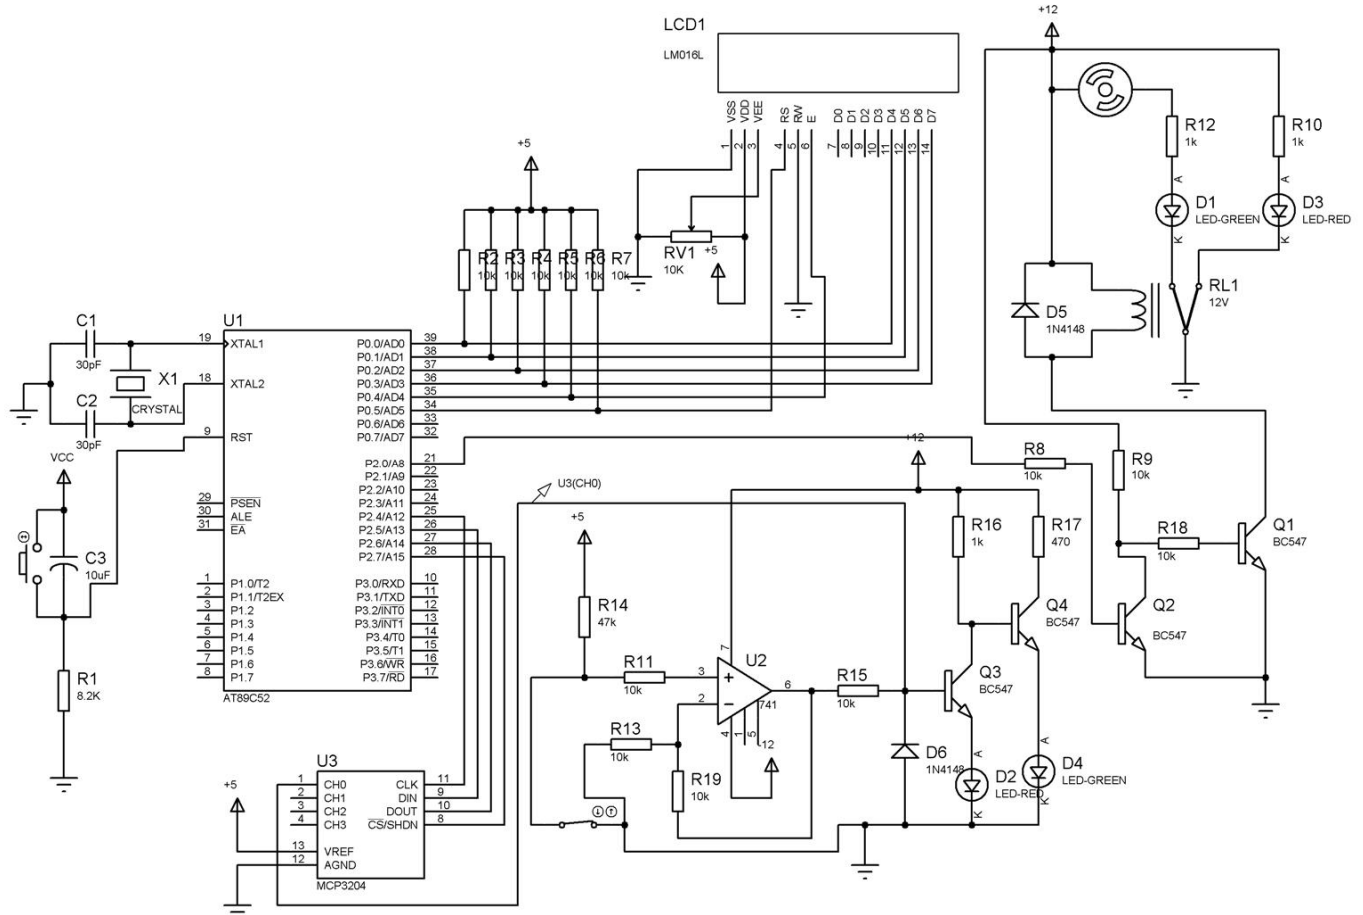 +12
LCD1
LM016L
VSS
VDD
VEE
RS
RW
E
D0
D1
D2
D3
D4
D5
D6
D7
1
2
3
4
5
6
7
8
9
10
11
12
13
14
R12
1k
R10
1k
A
A
D1
LED-GREEN
D3
LED-RED
K
K
+5
R2
10k
R3
10k
R4
10k
R5
10k
R6
10k
R7
10k
RV1
10K
+5
RL1
12V
D5
1N4148
C1
30pF
X1
CRYSTAL
C2
30pF
U1
19 XTAL1
18 XTAL2
9 RST
29 PSEN
30 ALE
31 EA
1 P1.0/T2
2 P1.1/T2EX
3 P1.2
4 P1.3
5 P1.4
6 P1.5
7 P1.6
8 P1.7
P0.0/AD0 39
P0.1/AD1 38
P0.2/AD2 37
P0.3/AD3 36
P0.4/AD4 35
P0.5/AD5 34
P0.6/AD6 33
P0.7/AD7 32
P2.0/A8 21
P2.1/A9 22
P2.2/A10 23
P2.3/A11 24
P2.4/A12 25
P2.5/A13 26
P2.6/A14 27
P2.7/A15 28
P3.0/RXD 10
P3.1/TXD 11
P3.2/INT0 12
P3.3/INT1 13
P3.4/T0 14
P3.5/T1 15
P3.6/WR 16
P3.7/RD 17
AT89C52
VCC
C3
10uF
R1
8.2K
U3(CH0)
+12
R8
10k
R9
10k
R18
10k
Q1
BC547
Q2
BC547
R16
1k
R17
470
Q4
BC547
Q3
BC547
+5
R14
47k
R11
10k
R13
10k
R19
10k
U2
741
3
2
6
7
4
1
5
-12
R15
10k
D6
1N4148
A
D2
LED-RED
K
A
D4
LED-GREEN
K
U3
1 CH0
2 CH1
3 CH2
4 CH3
13 VREF
12 AGND
CLK 11
DIN 9
DOUT 10
CS/SHDN 8
MCP3204
+5